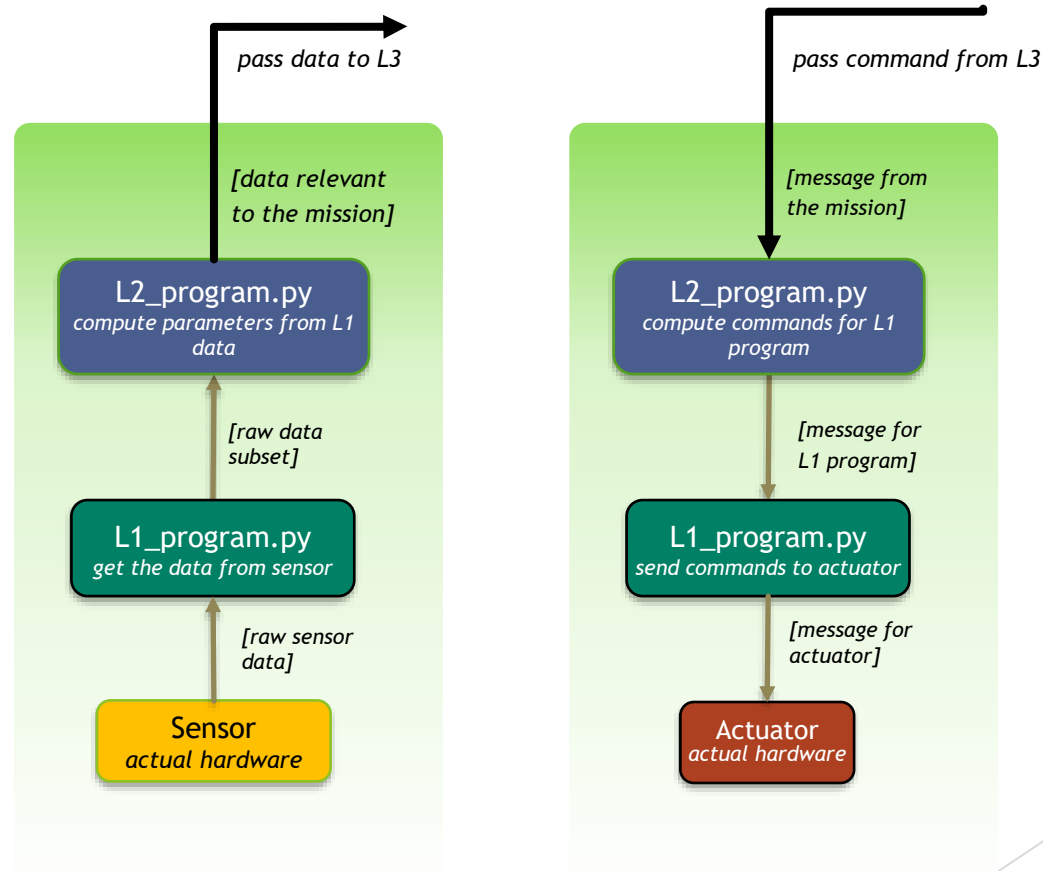 pass data to L3
[data relevant
to the mission]
L2_program.py
compute parameters from L1
data
[raw data
subset]
L1_program.py
get the data from sensor
[raw sensor
data]
Sensor
actual hardware
pass command from L3
[message from
the mission]
L2_program.py
compute commands for L1
program
[message for
L1 program]
L1_program.py
send commands to actuator
[message for
actuator]
Actuator
actual hardware